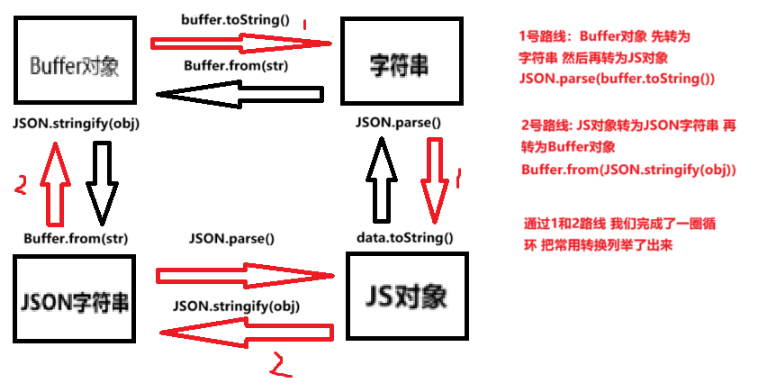 buffer.toString()
1
Buffer对象
Buffer.from(str)
字符串
JSON.stringify(obj)
JSON.parse()
2
1
Buffer.from(str)
JSON.parse()
data.toString()
JSON字符串
JSON.stringify(obj)
JS对象
2
1号路线：Buffer对象 先转为
字符串 然后再转为JS对象
JSON.parse(buffer.toString())
2号路线: JS对象转为JSON字符串 再
转为Buffer对象
Buffer.from(JSON.stringify(obj))
通过1和2路线 我们完成了一圈循
环 把常用转换列举了出来